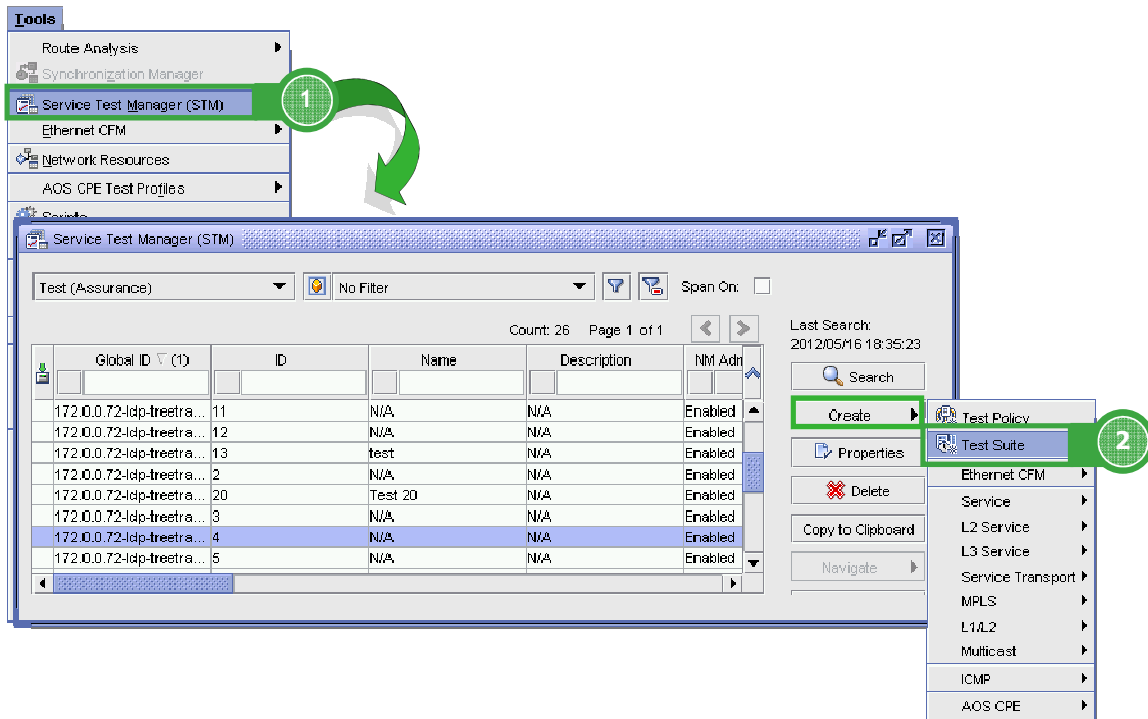 Tools
Route Analysis
Synchronization Manager
Service Test Manager (STM)
1
Ethernet CFM
Network Resources
AOS CPE Test Profiles
Scripts
Service Test Manager (STM)
Test (Assurance)
No Filter
Span On:
Count: 26 Page 1 of 1
Last Search:
2012/05/16 18:35:23
Global ID (1) ID Name Description NM Adn
172.0.0.72-ldp-treetra... 11 N/A N/A Enabled
172.0.0.72-ldp-treetra... 12 N/A N/A Enabled
172.0.0.72-ldp-treetra... 13 test N/A Enabled
172.0.0.72-ldp-treetra... 2 N/A N/A Enabled
172.0.0.72-ldp-treetra... 20 Test 20 N/A Enabled
172.0.0.72-ldp-treetra... 3 N/A N/A Enabled
172.0.0.72-ldp-treetra... 4 N/A N/A Enabled
172.0.0.72-ldp-treetra... 5 N/A N/A Enabled
Search
Create
Properties
Delete
Copy to Clipboard
Navigate
Test Policy
Test Suite
2
Ethernet CFM
Service
L2 Service
L3 Service
Service Transport
MPLS
L1/L2
Multicast
ICMP
AOS CPE